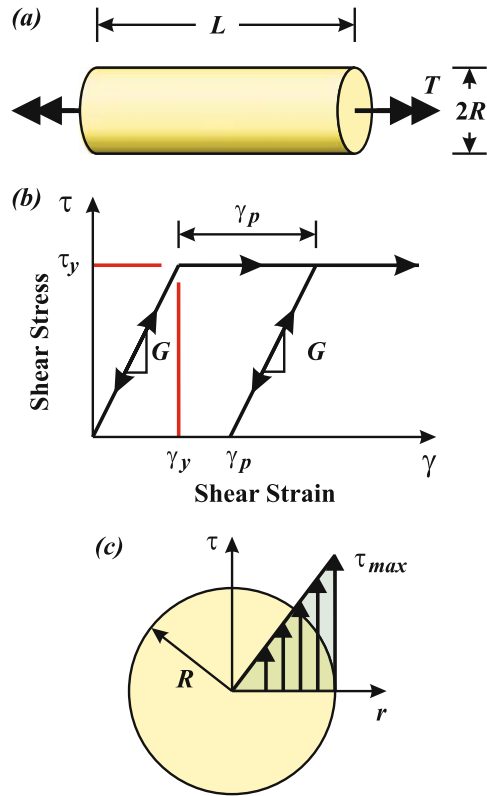 (a)
L
T
2R
(b)
τ
γp
τy
Shear Stress
G
G
γy
γp
γ
Shear Strain
(c)
τ
τmax
R
r